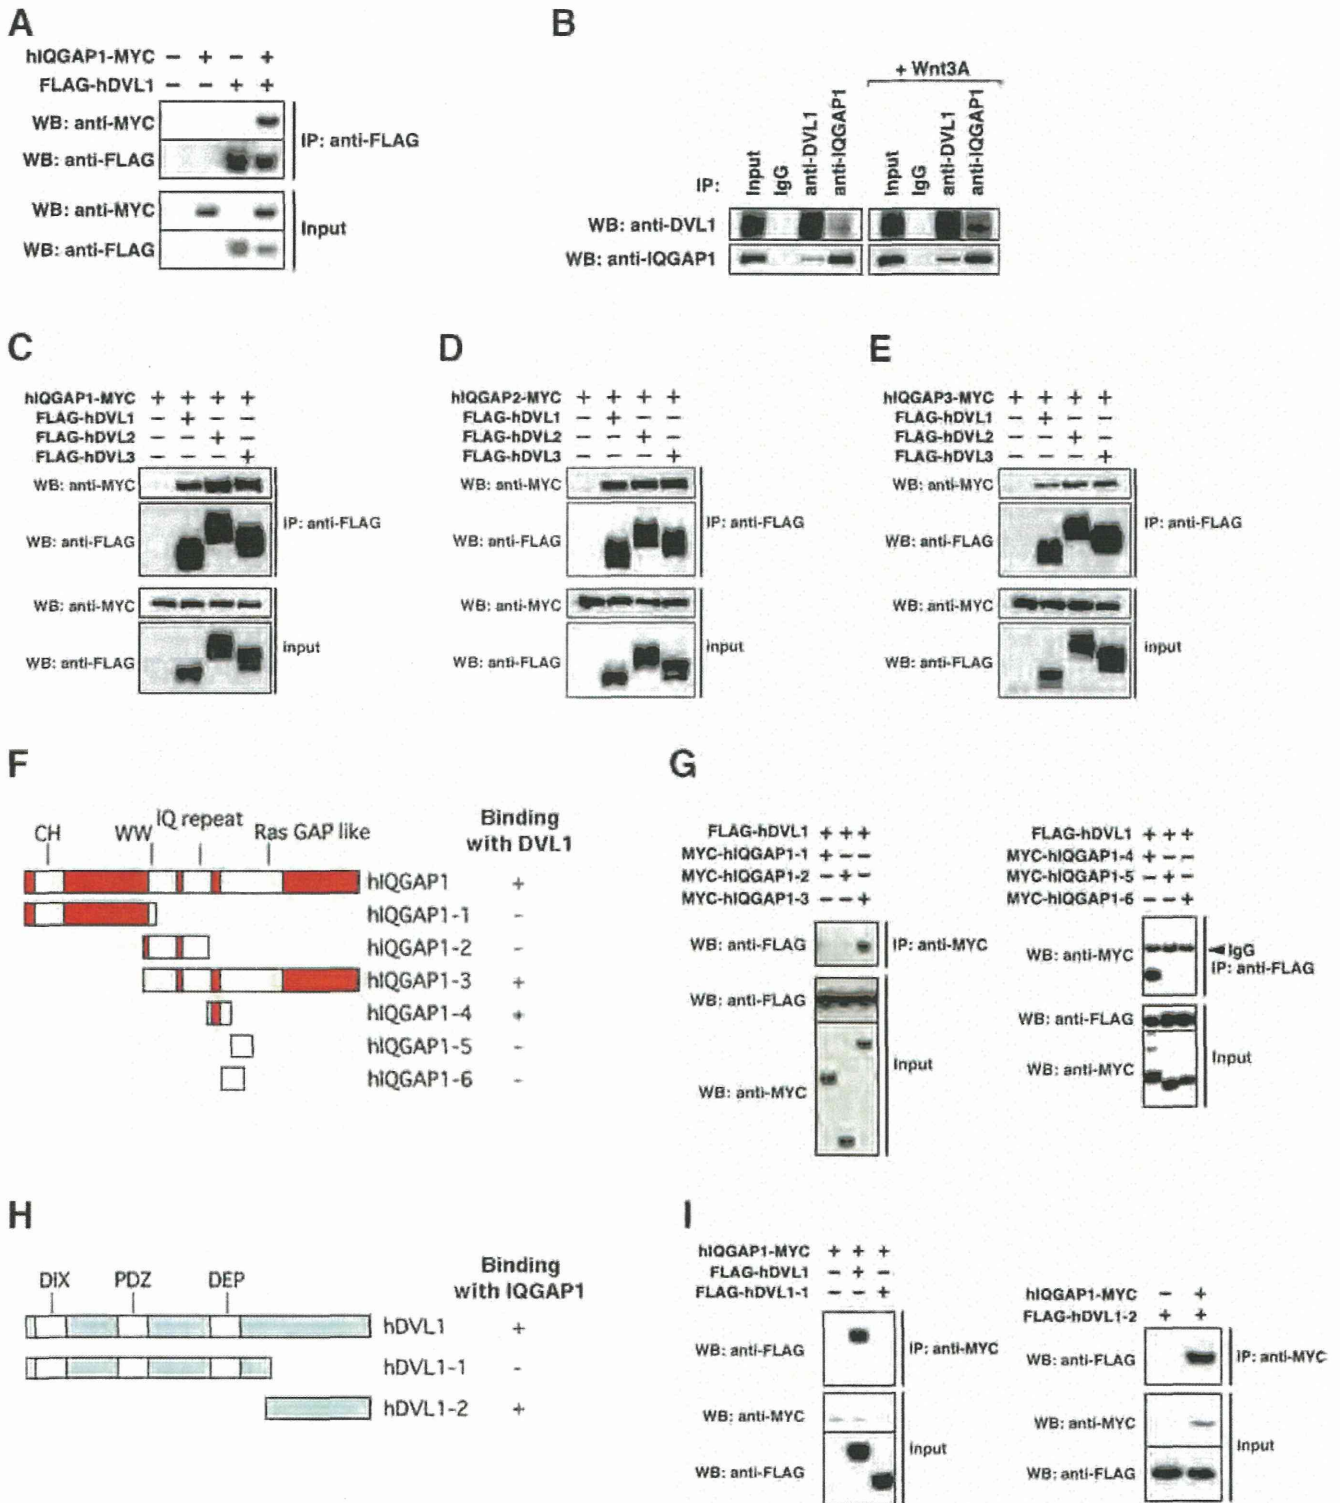 A
hIQGAP1-MYC - + - +
FLAG-hDVL1 - - + +
WB: anti-MYC
WB: anti-FLAG
IP: anti-FLAG
WB: anti-MYC
WB: anti-FLAG
Input
B
+ Wnt3A
IP:
Input
IgG
anti-DVL1
anti-IQGAP1
Input
IgG
anti-DVL1
anti-IQGAP1
WB: anti-DVL1
WB: anti-IQGAP1
C
hIQGAP1-MYC + + + +
FLAG-hDVL1 - + - -
FLAG-hDVL2 - - + -
FLAG-hDVL3 - - - +
WB: anti-MYC
WB: anti-FLAG
IP: anti-FLAG
WB: anti-MYC
WB: anti-FLAG
input
D
hIQGAP2-MYC + + + +
FLAG-hDVL1 - + - -
FLAG-hDVL2 - - + -
FLAG-hDVL3 - - - +
WB: anti-MYC
WB: anti-FLAG
IP: anti-FLAG
WB: anti-MYC
WB: anti-FLAG
input
E
hIQGAP3-MYC + + + +
FLAG-hDVL1 - + - -
FLAG-hDVL2 - - + -
FLAG-hDVL3 - - - +
WB: anti-MYC
WB: anti-FLAG
IP: anti-FLAG
WB: anti-MYC
WB: anti-FLAG
input
F
CH
WW
IQ repeat
Ras GAP like
Binding
with DVL1
hIQGAP1 +
hIQGAP1-1 -
hIQGAP1-2 -
hIQGAP1-3 +
hIQGAP1-4 +
hIQGAP1-5 -
hIQGAP1-6 -
G
FLAG-hDVL1 + + +
MYC-hIQGAP1-1 + - -
MYC-hIQGAP1-2 - + -
MYC-hIQGAP1-3 - - +
WB: anti-FLAG
IP: anti-MYC
WB: anti-FLAG
WB: anti-MYC
Input
FLAG-hDVL1 + + +
MYC-hIQGAP1-4 + - -
MYC-hIQGAP1-5 - + -
MYC-hIQGAP1-6 - - +
WB: anti-MYC
IgG
IP: anti-FLAG
WB: anti-FLAG
WB: anti-MYC
Input
H
DIX
PDZ
DEP
Binding
with IQGAP1
hDVL1 +
hDVL1-1 -
hDVL1-2 +
I
hIQGAP1-MYC + + +
FLAG-hDVL1 - + -
FLAG-hDVL1-1 - - +
WB: anti-FLAG
IP: anti-MYC
WB: anti-MYC
WB: anti-FLAG
Input
hIQGAP1-MYC - +
FLAG-hDVL1-2 + +
WB: anti-FLAG
IP: anti-MYC
WB: anti-MYC
WB: anti-FLAG
Input